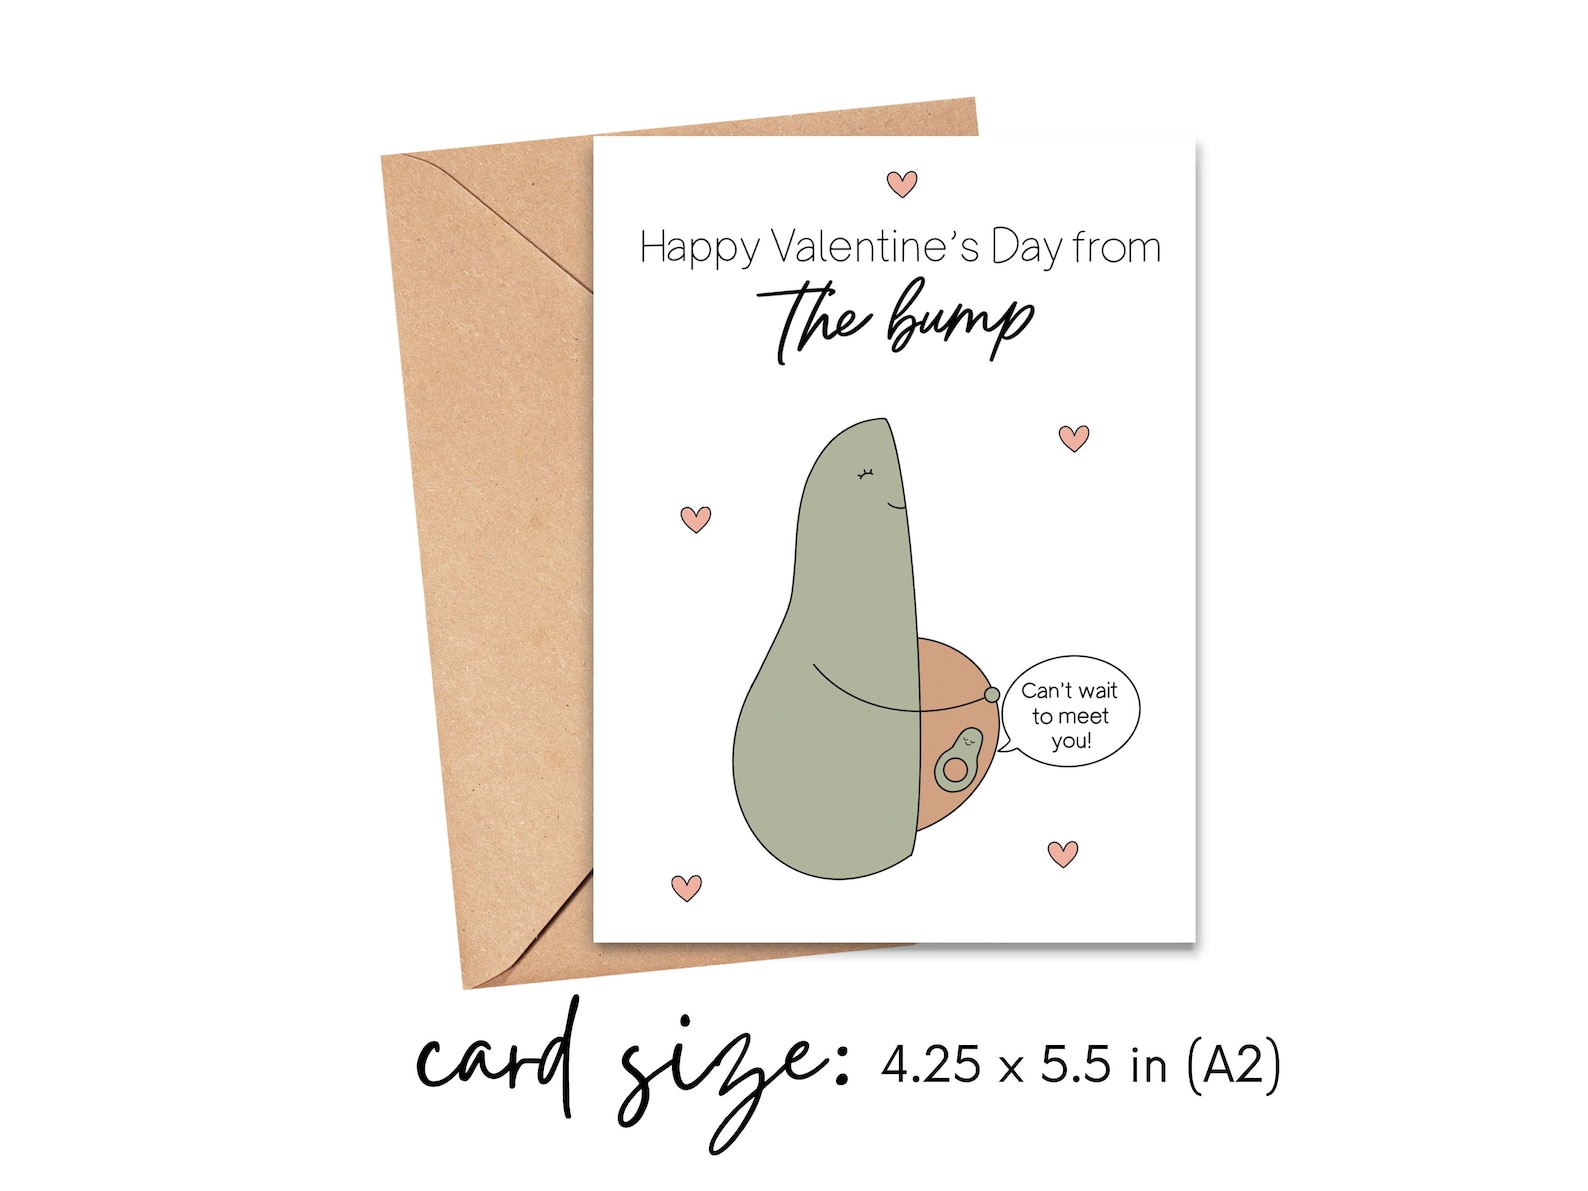 Happy Valentine's Day from
The bump
Can't wait
to meet
you!
card size: 4.25 x 5.5 in (A2)